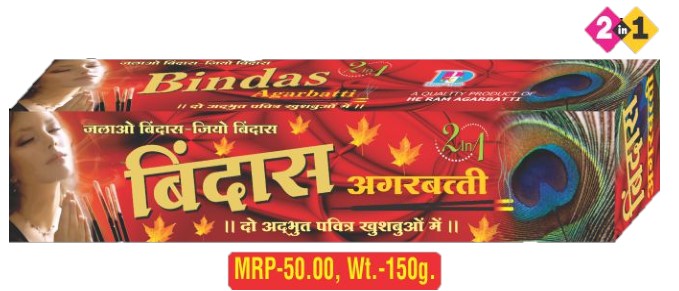 2 in 1
जलाओ बिंदास-जियो बिंदास
Bindas
Agarbatti
2 in 1
A QUALITY PRODUCT OF
HE RAM AGARBATTI
|| दो अद्भुत पवित्र खुशबुओं में ||
जलाओ बिंदास-जियो बिंदास
2 in 1
बिंदास अगरबत्ती
|| दो अद्भुत पवित्र खुशबुओं में ||
बिंदास
अगरबत्ती
MRP-50.00, Wt.-150g.